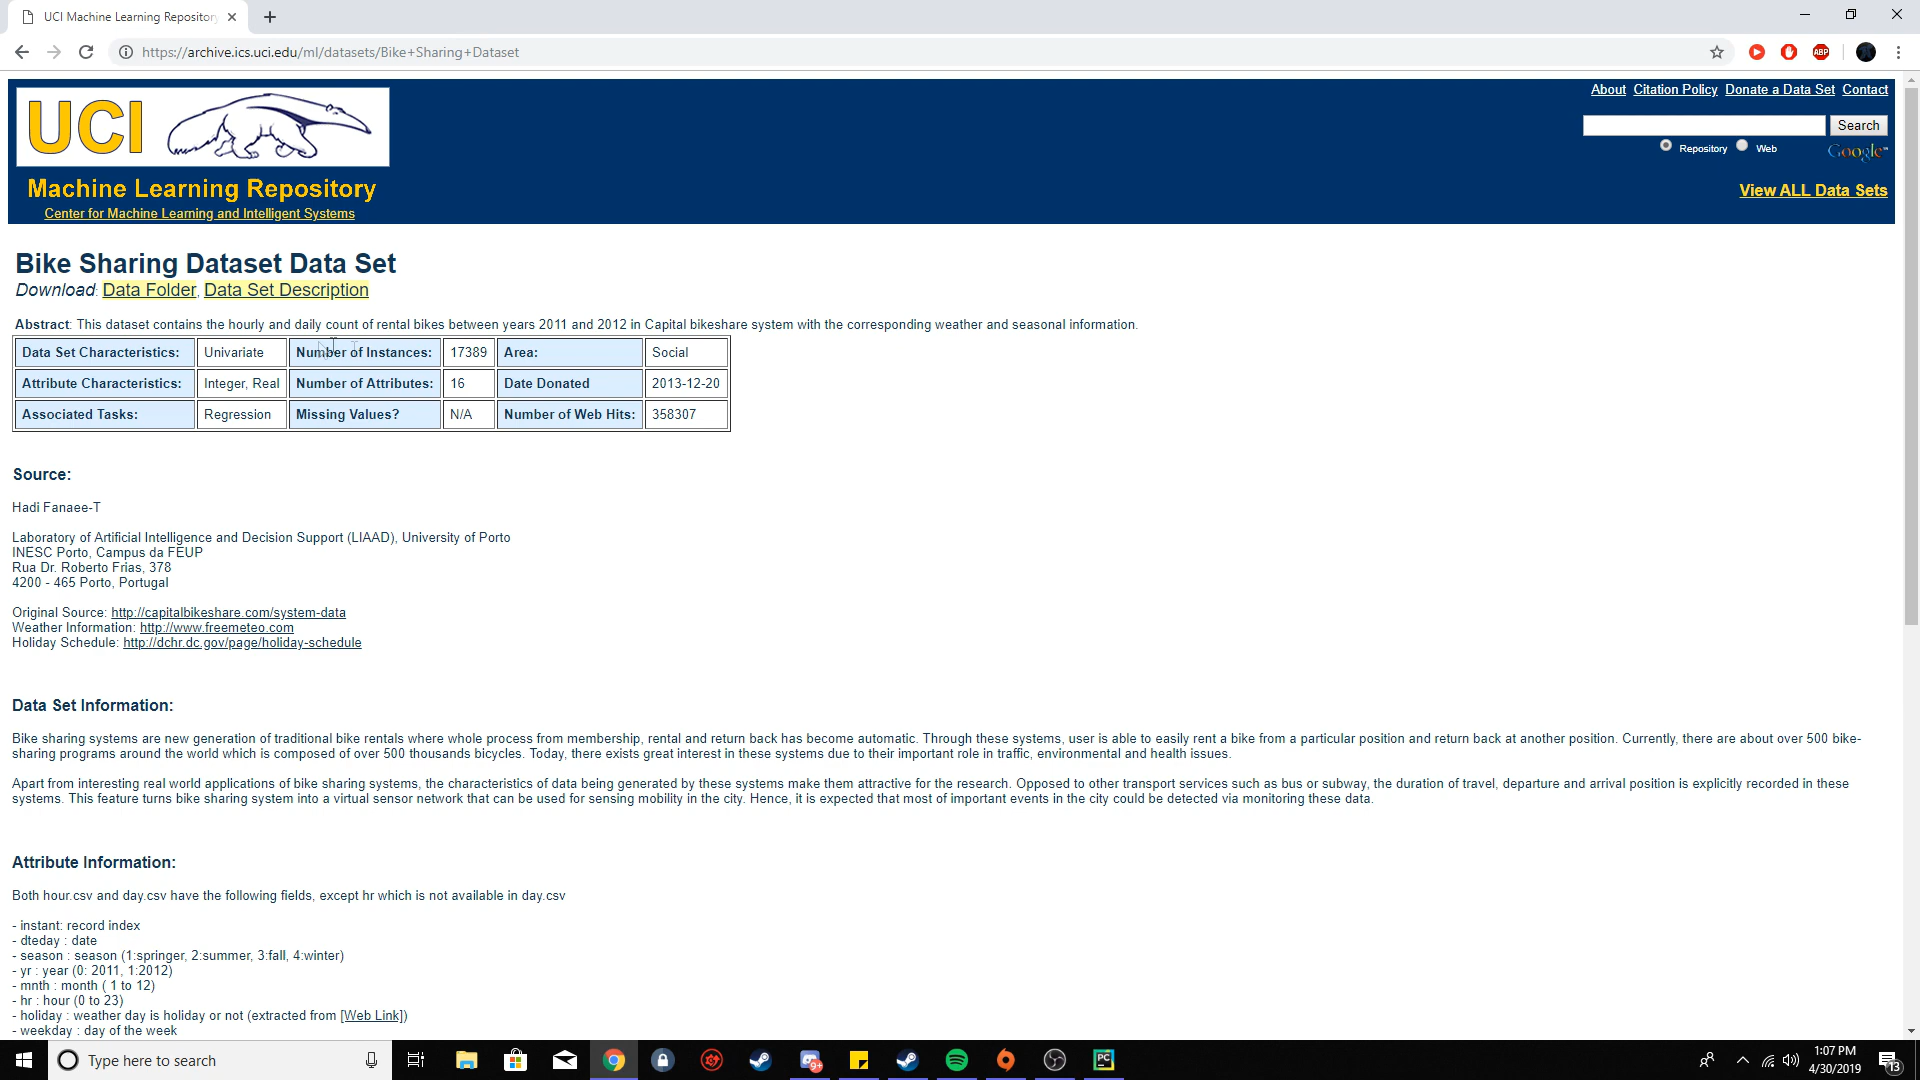 UCI Machine Learning Repository
https://archive.ics.uci.edu/ml/datasets/Bike+Sharing+Dataset
ABP
About Citation Policy Donate a Data Set Contact
Search
Repository Web Google™
View ALL Data Sets
UCI
Machine Learning Repository
Center for Machine Learning and Intelligent Systems
Bike Sharing Dataset Data Set
Download: Data Folder, Data Set Description
Abstract: This dataset contains the hourly and daily count of rental bikes between years 2011 and 2012 in Capital bikeshare system with the corresponding weather and seasonal information.
Data Set Characteristics: Univariate Number of Instances: 17389 Area: Social
Attribute Characteristics: Integer, Real Number of Attributes: 16 Date Donated 2013-12-20
Associated Tasks: Regression Missing Values? N/A Number of Web Hits: 358307
Source:
Hadi Fanaee-T
Laboratory of Artificial Intelligence and Decision Support (LIAAD), University of Porto
INESC Porto, Campus da FEUP
Rua Dr. Roberto Frias, 378
4200 - 465 Porto, Portugal
Original Source: http://capitalbikeshare.com/system-data
Weather Information: http://www.freemeteo.com
Holiday Schedule: http://dchr.dc.gov/page/holiday-schedule
Data Set Information:
Bike sharing systems are new generation of traditional bike rentals where whole process from membership, rental and return back has become automatic. Through these systems, user is able to easily rent a bike from a particular position and return back at another position. Currently, there are about over 500 bike-
sharing programs around the world which is composed of over 500 thousands bicycles. Today, there exists great interest in these systems due to their important role in traffic, environmental and health issues.
Apart from interesting real world applications of bike sharing systems, the characteristics of data being generated by these systems make them attractive for the research. Opposed to other transport services such as bus or subway, the duration of travel, departure and arrival position is explicitly recorded in these
systems. This feature turns bike sharing system into a virtual sensor network that can be used for sensing mobility in the city. Hence, it is expected that most of important events in the city could be detected via monitoring these data.
Attribute Information:
Both hour.csv and day.csv have the following fields, except hr which is not available in day.csv
- instant: record index
- dteday : date
- season : season (1:springer, 2:summer, 3:fall, 4:winter)
- yr : year (0: 2011, 1:2012)
- mnth : month ( 1 to 12)
- hr : hour (0 to 23)
- holiday : weather day is holiday or not (extracted from [Web Link])
- weekday : day of the week
Type here to search
9+
PC
1:07 PM
4/30/2019
13